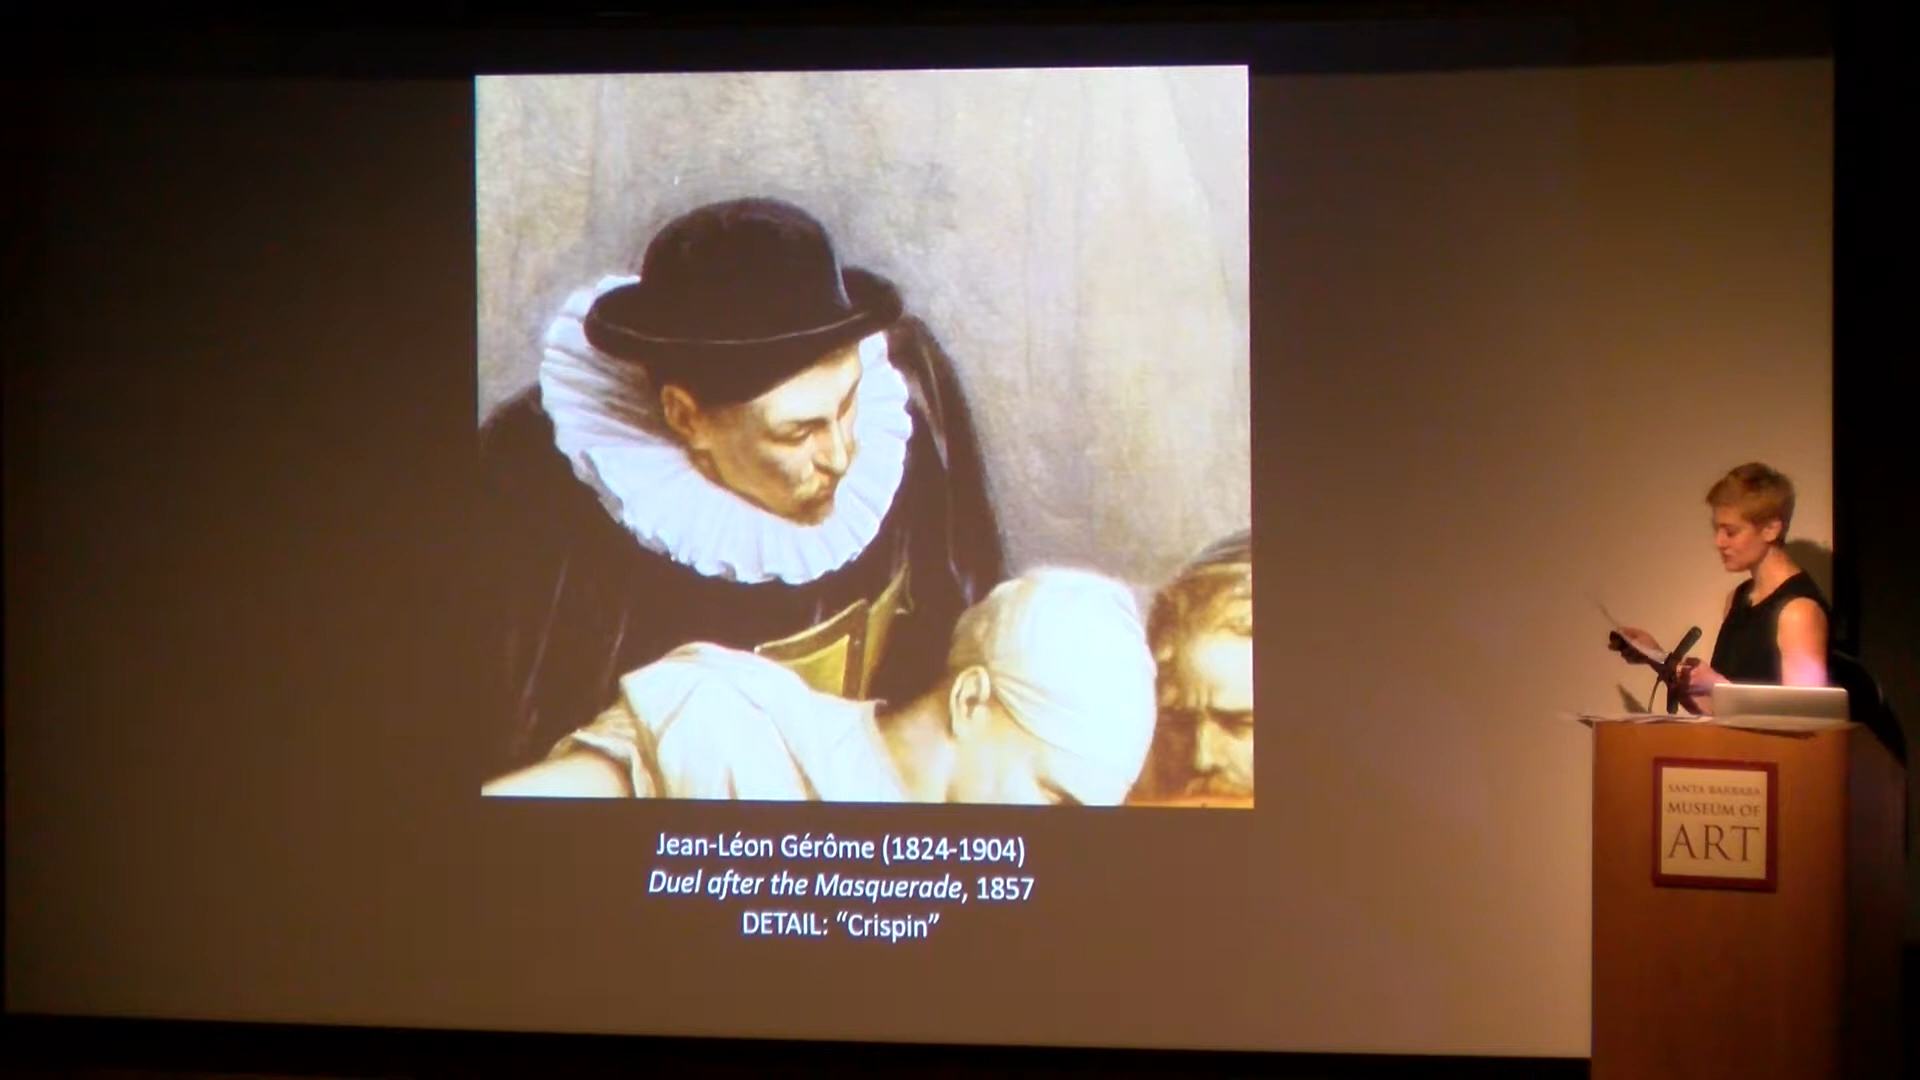 Jean-Léon Gérôme (1824-1904)
Duel after the Masquerade, 1857
DETAIL: “Crispin”
SANTA BARBARA
MUSEUM OF
ART